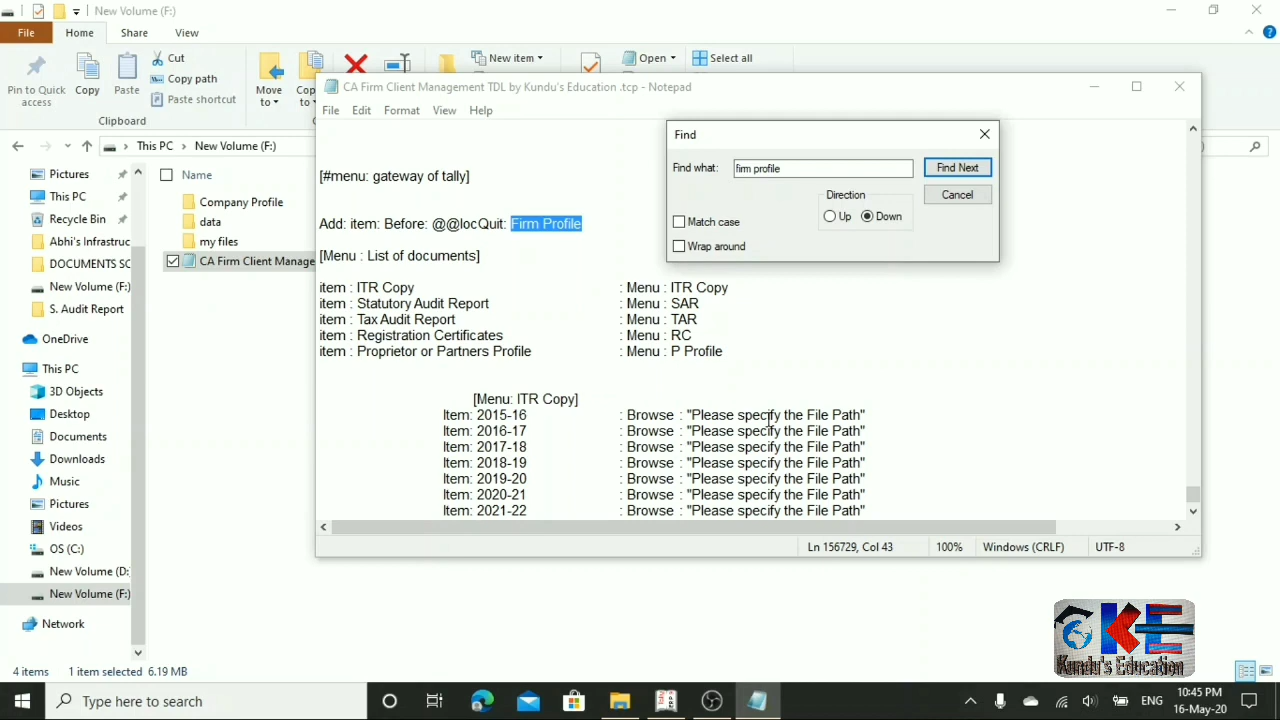 New Volume (F:)
File Home Share View
Pin to Quick access
Copy
Paste
Cut
Copy path
Paste shortcut
Clipboard
Move to
New item
Open
Select all
This PC > New Volume (F:)
Pictures
This PC
Recycle Bin
Abhi's Infrastruc
DOCUMENTS SC
New Volume (F:)
S. Audit Report
OneDrive
This PC
3D Objects
Desktop
Documents
Downloads
Music
Pictures
Videos
OS (C:)
New Volume (D:
New Volume (F:)
Network
Name
Company Profile
data
my files
CA Firm Client Manage
CA Firm Client Management TDL by Kundu's Education .tcp - Notepad
File Edit Format View Help
[#menu: gateway of tally]
Add: item: Before: @@locQuit: Firm Profile
[Menu : List of documents]
item : ITR Copy : Menu : ITR Copy
item : Statutory Audit Report : Menu : SAR
item : Tax Audit Report : Menu : TAR
item : Registration Certificates : Menu : RC
item : Proprietor or Partners Profile : Menu : P Profile
[Menu: ITR Copy]
Item: 2015-16 : Browse : "Please specify the File Path"
Item: 2016-17 : Browse : "Please specify the File Path"
Item: 2017-18 : Browse : "Please specify the File Path"
Item: 2018-19 : Browse : "Please specify the File Path"
Item: 2019-20 : Browse : "Please specify the File Path"
Item: 2020-21 : Browse : "Please specify the File Path"
Item: 2021-22 : Browse : "Please specify the File Path"
Ln 156729, Col 43 100% Windows (CRLF) UTF-8
Find
Find what: firm profile Find Next
Direction Cancel
Up Down
Match case
Wrap around
KE
Kundu's Education
4 items 1 item selected 6.19 MB
Type here to search
ENG
10:45 PM
16-May-20